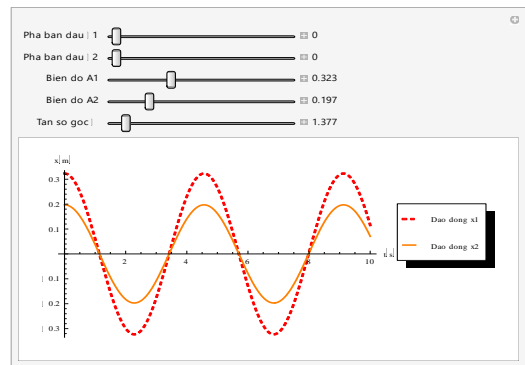 Pha ban dau | 1 0
Pha ban dau | 2 0
Bien do A1 0.323
Bien do A2 0.197
Tan so goc | 1.377
x| m|
0.3
0.2
0.1
2 4 6 8 10 t| s|
| 0.1
| 0.2
| 0.3
Dao dong x1
Dao dong x2